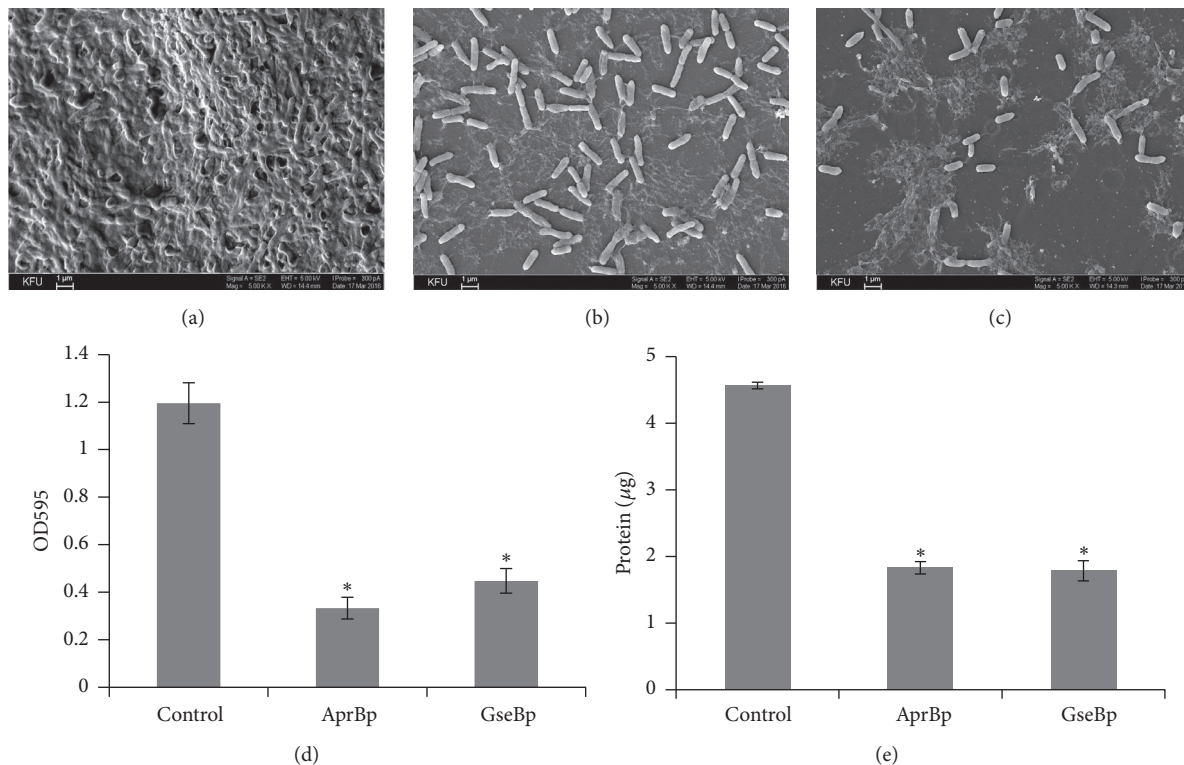 KFU 1 μm Signal A = SE2 EHT = 5.00 kV I Probe = 300 pA
Mag = 5.00 K X WD = 14.4 mm Date :17 Mar 2016
KFU 1 μm Signal A = SE2 EHT = 5.00 kV I Probe = 300 pA
Mag = 5.00 K X WD = 14.4 mm Date :17 Mar 2016
KFU 1 μm Signal A = SE2 EHT = 5.00 kV I Probe = 300
Mag = 5.00 K X WD = 14.3 mm Date :17 Mar
(a)
(b)
(c)
1.4
1.2
1
0.8
0.6
0.4
0.2
0
OD595
*
*
Control
AprBp
GseBp
(d)
5
4
3
2
1
0
Protein (μg)
*
*
Control
AprBp
GseBp
(e)